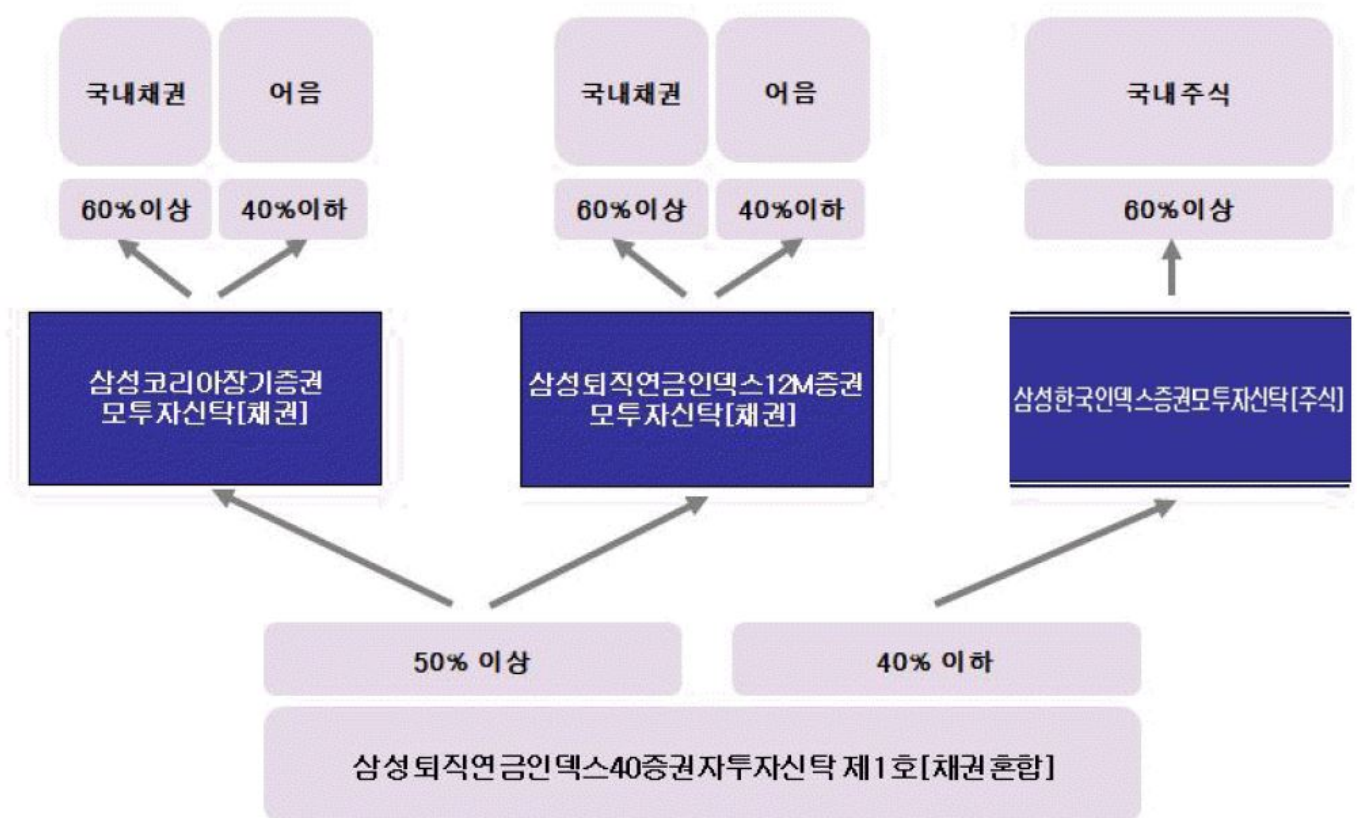 국내채권
어음
국내채권
어음
국내주식
60%이상
40%이하
60%이상
40%이하
60%이상
삼성코리아장기증권
모투자신탁[채권]
삼성퇴직연금인덱스12M증권
모투자신탁[채권]
삼성한국인덱스증권모투자신탁[주식]
50% 이상
40% 이하
삼성퇴직연금인덱스40증권자투자신탁 제1호[채권혼합]